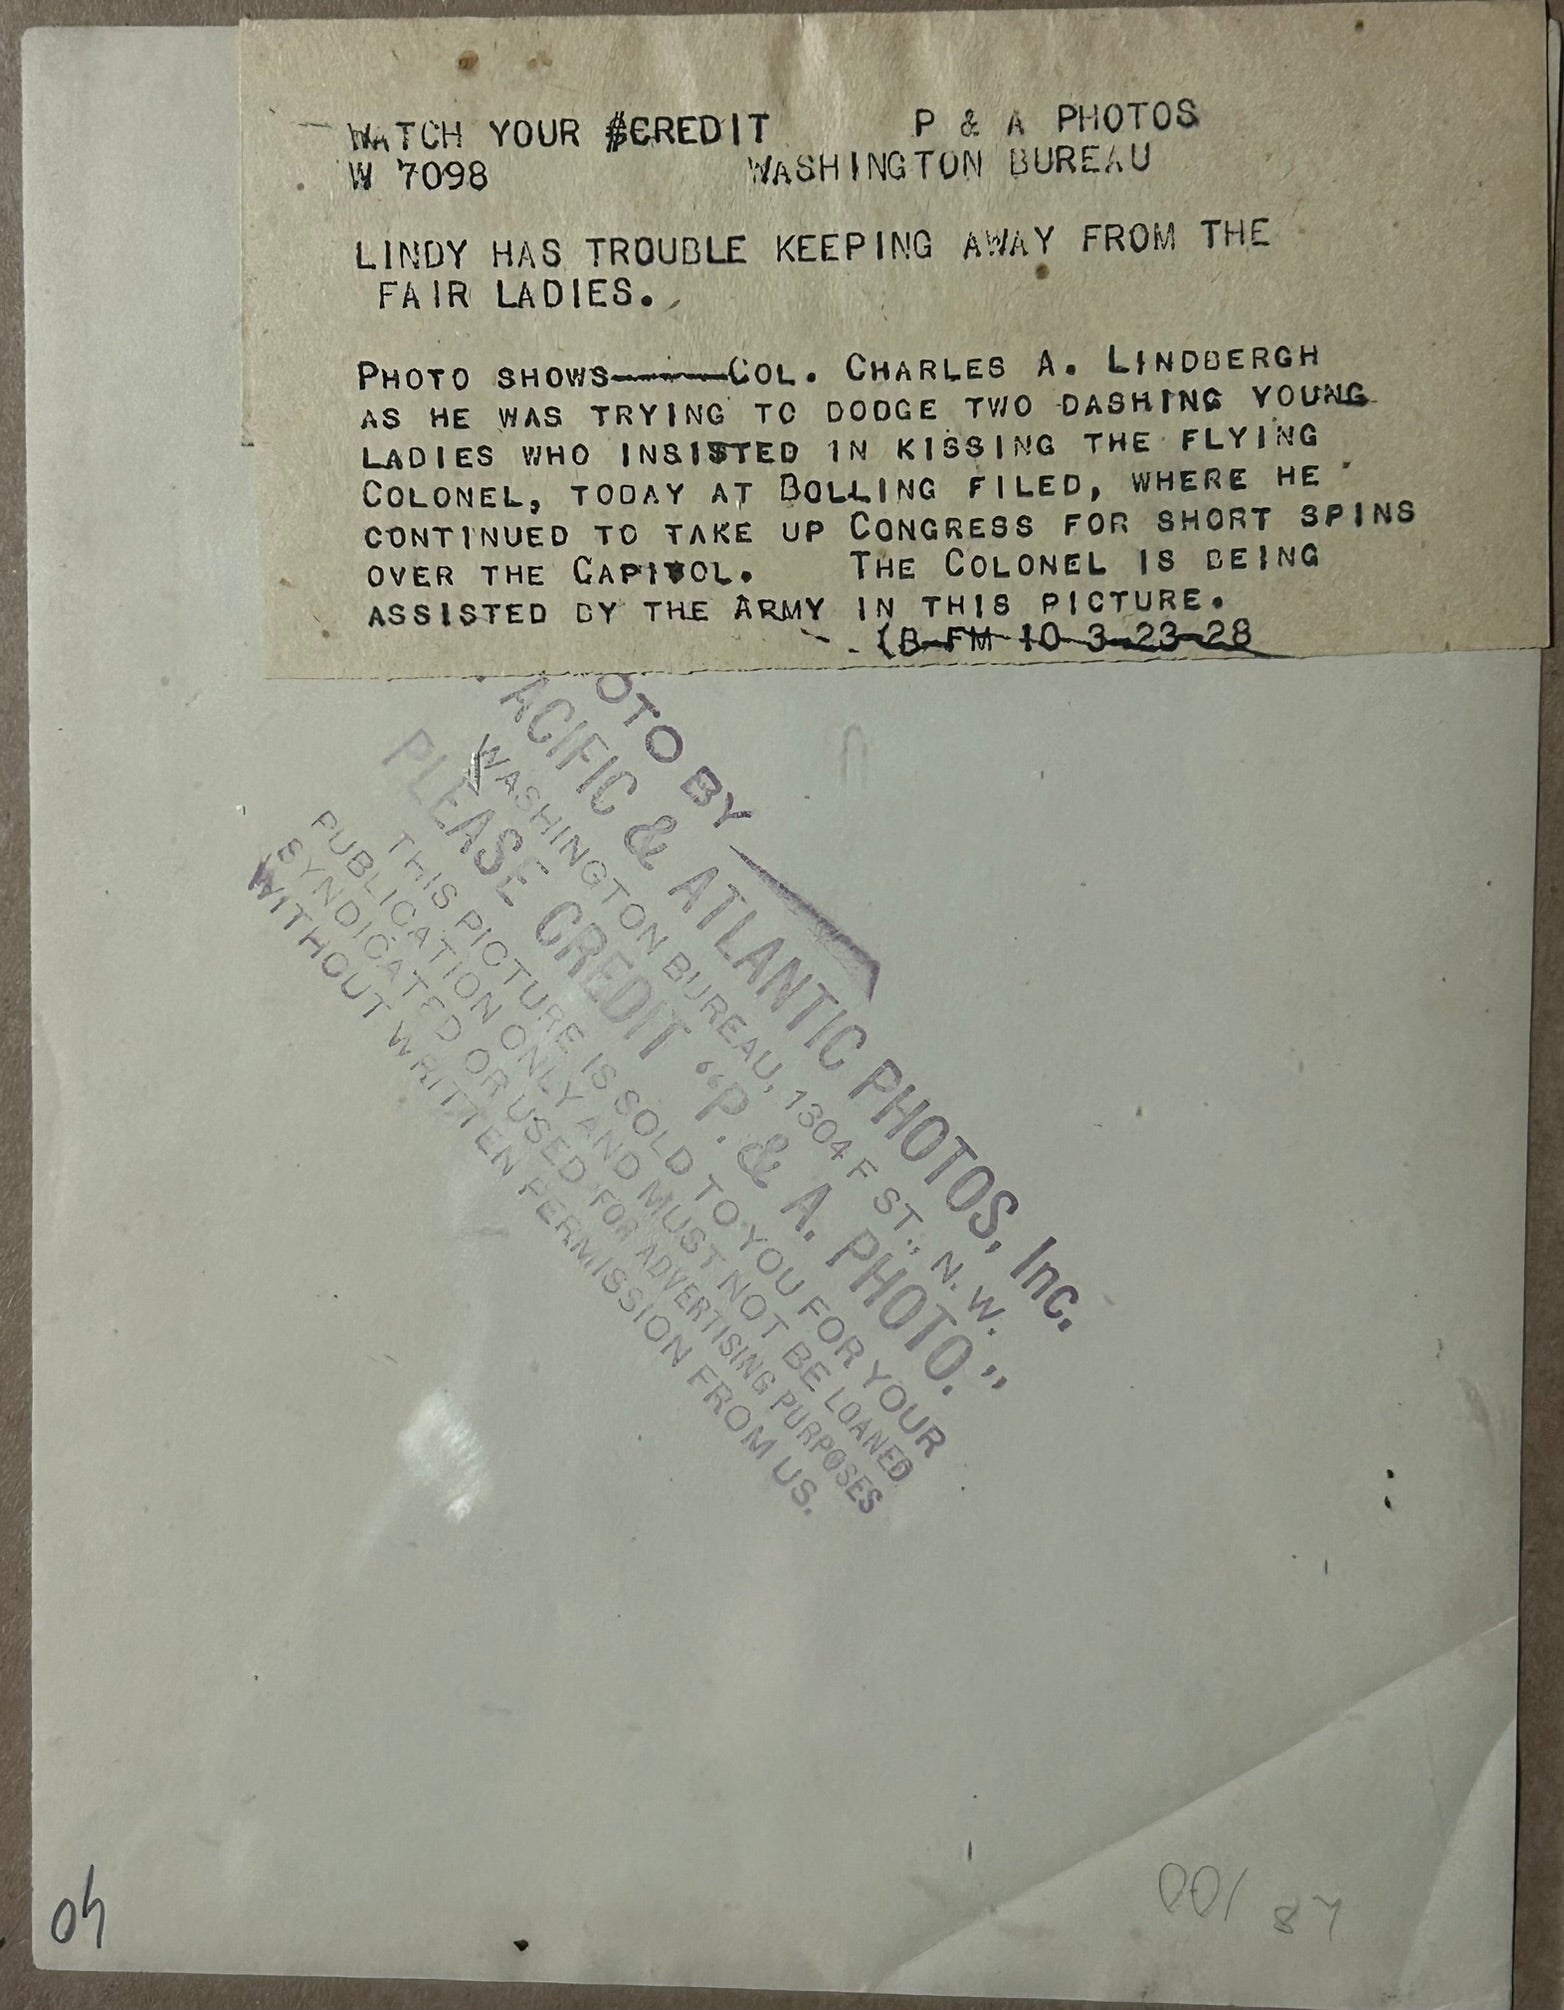 WATCH YOUR CREDIT P & A PHOTOS
W 7098 WASHINGTON BUREAU
LINDY HAS TROUBLE KEEPING AWAY FROM THE
FAIR LADIES.
PHOTO SHOWS-----COL. CHARLES A. LINDBERGH
AS HE WAS TRYING TO DODGE TWO DASHING YOUNG
LADIES WHO INSISTED IN KISSING THE FLYING
COLONEL, TODAY AT BOLLING FILED, WHERE HE
CONTINUED TO TAKE UP CONGRESS FOR SHORT SPINS
OVER THE CAPITOL. THE COLONEL IS BEING
ASSISTED BY THE ARMY IN THIS PICTURE.
(B-FM 10 3-23-28
OTO BY
ACIFIC & ATLANTIC PHOTOS, Inc.
WASHINGTON BUREAU, 1304 F ST., N. W.
PLEASE CREDIT "P. & A. PHOTO."
THIS PICTURE IS SOLD TO YOU FOR YOUR
PUBLICATION ONLY AND MUST NOT BE LOANED
SYNDICATED OR USED FOR ADVERTISING PURPOSES
WITHOUT WRITTEN PERMISSION FROM US.